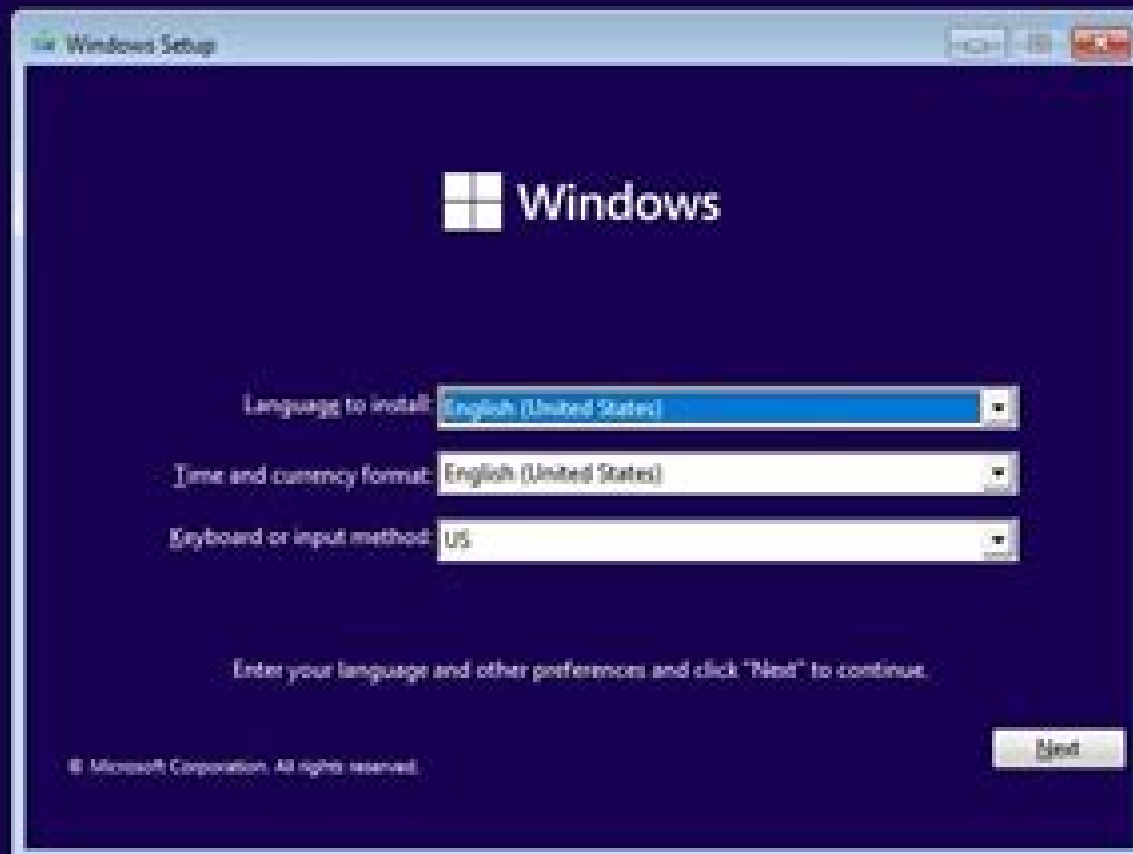 Windows Setup
Windows
Language to install: English (United States)
Time and currency format: English (United States)
Keyboard or input method: US
Enter your language and other preferences and click "Next" to continue.
© Microsoft Corporation. All rights reserved.
Next